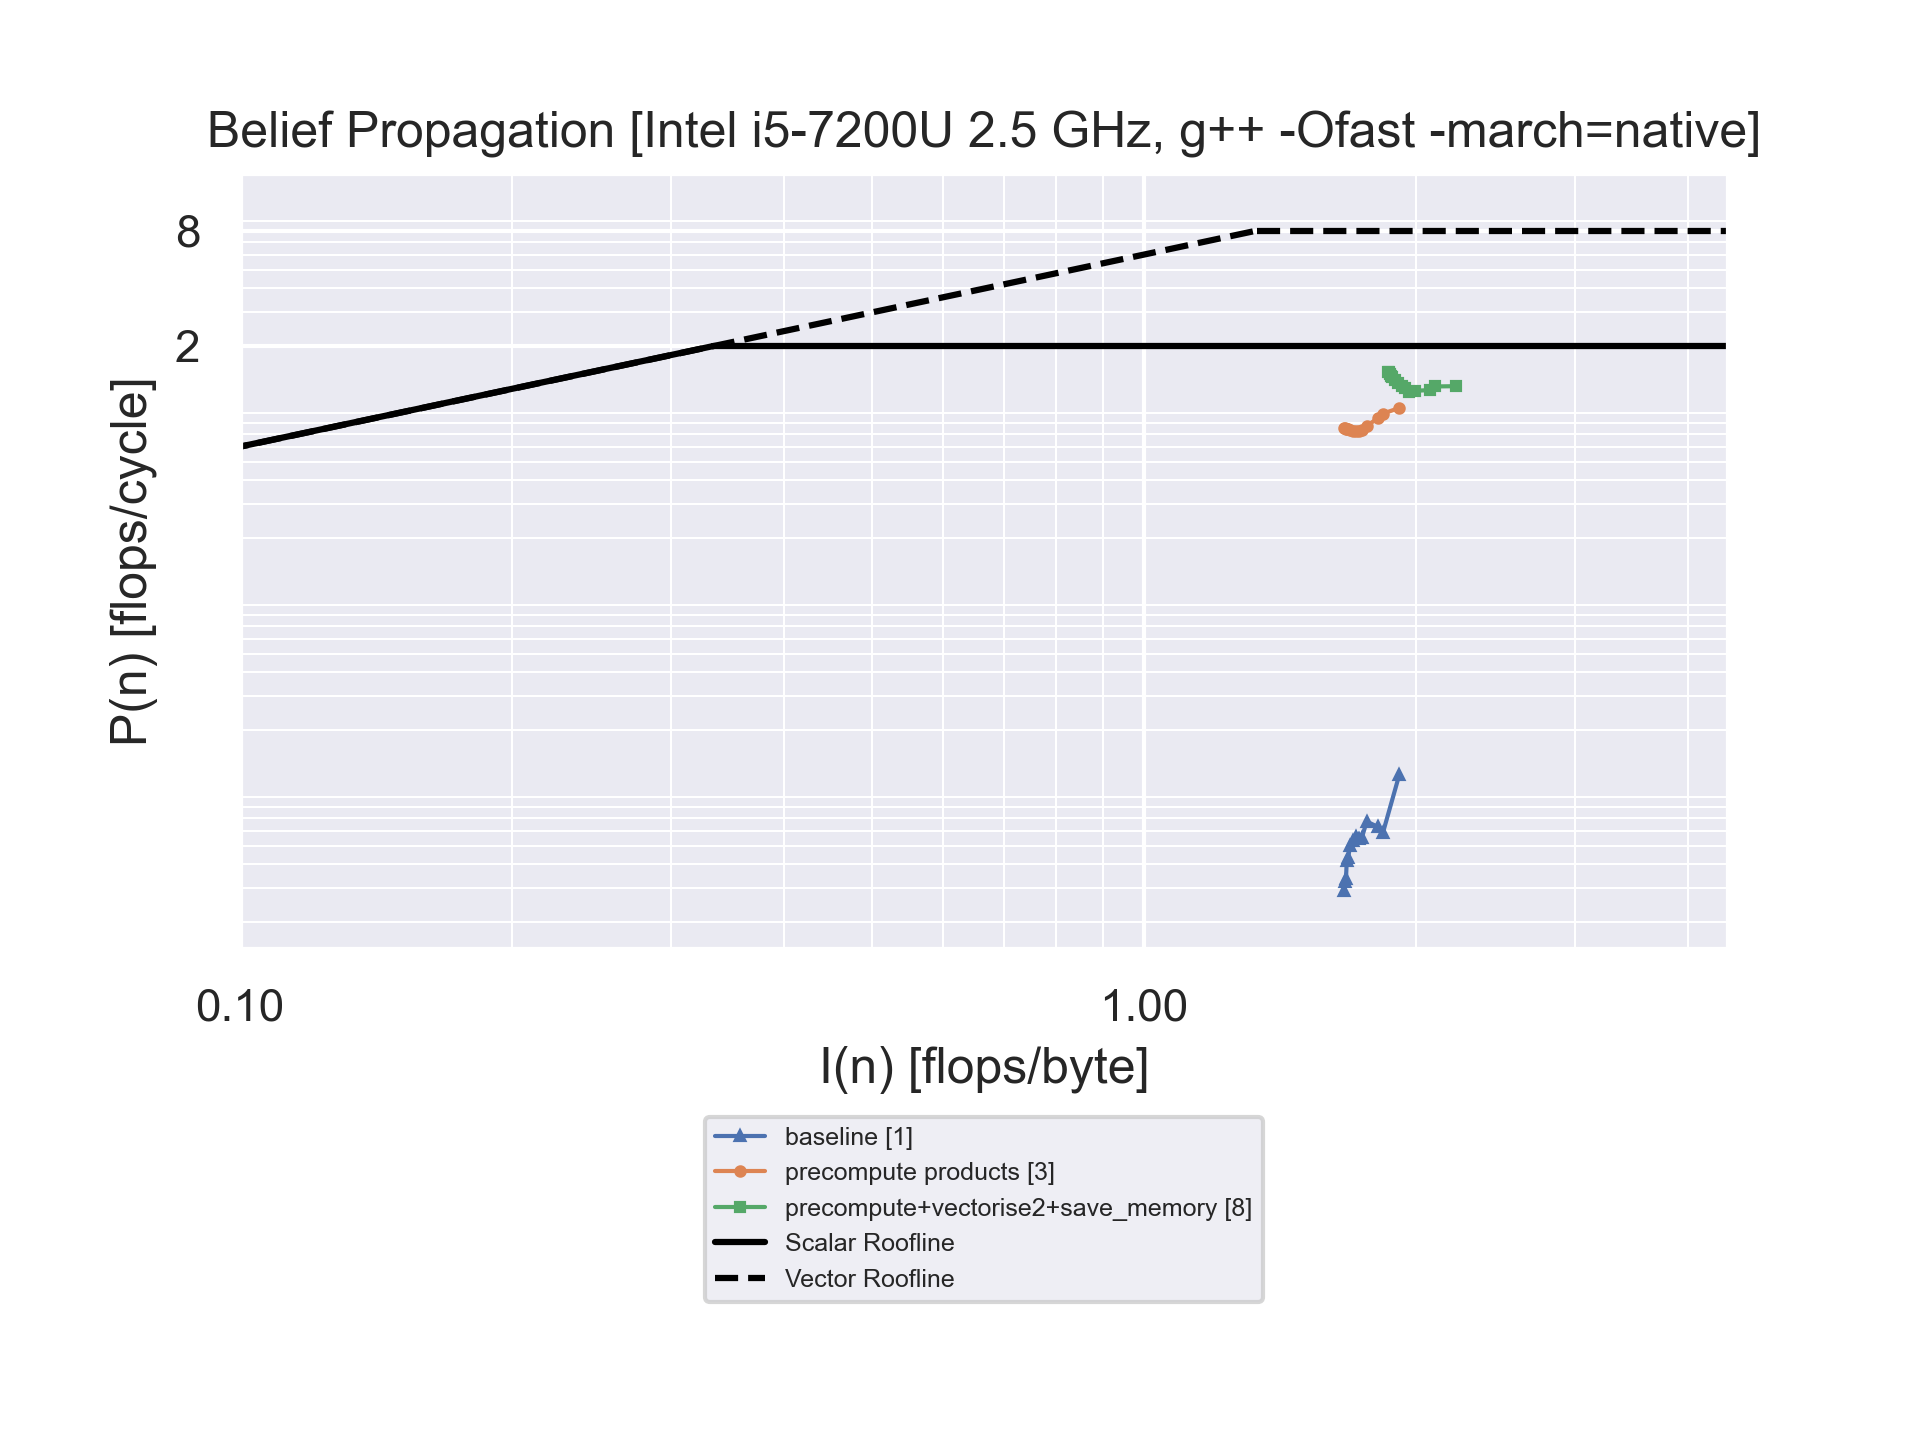 Belief Propagation [Intel i5-7200U 2.5 GHz, g++ -Ofast -march=native]
8
2
P(n) [flops/cycle]
0.10
1.00
I(n) [flops/byte]
baseline [1]
precompute products [3]
precompute+vectorise2+save_memory [8]
Scalar Roofline
Vector Roofline